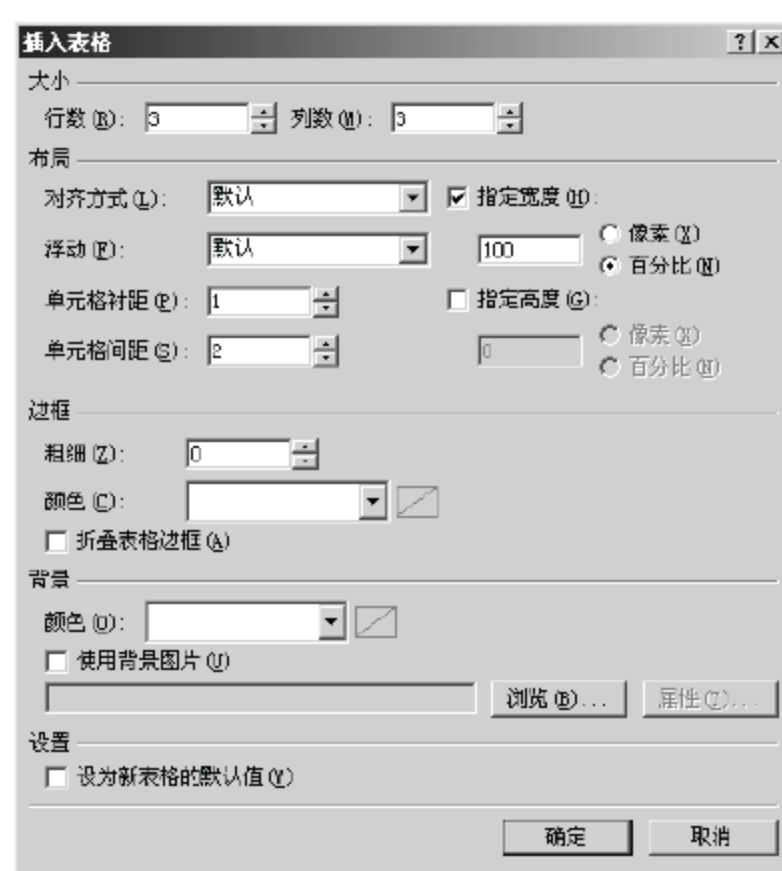 插入表格
大小
行数(R): 3 列数(M): 3
布局
对齐方式(L): 默认 指定宽度(H):
浮动(F): 默认 100 像素(X)
百分比(N)
单元格衬距(P): 1 指定高度(G):
单元格间距(S): 2 0 像素(X)
百分比(N)
边框
粗细(Z): 0
颜色(C):
折叠表格边框(A)
背景
颜色(O):
使用背景图片(U)
浏览(B)... 属性(T)...
设置
设为新表格的默认值(Y)
确定 取消